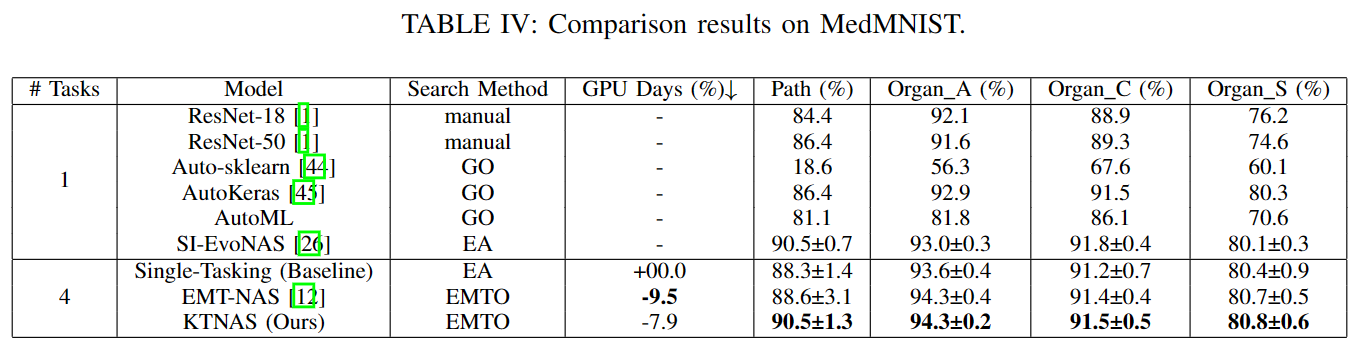 TABLE IV: Comparison results on MedMNIST.
# Tasks Model Search Method GPU Days (%)↓ Path (%) Organ_A (%) Organ_C (%) Organ_S (%)
ResNet-18 [1] manual - 84.4 92.1 88.9 76.2
ResNet-50 [1] manual - 86.4 91.6 89.3 74.6
Auto-sklearn [44] GO - 18.6 56.3 67.6 60.1
1 AutoKeras [45] GO - 86.4 92.9 91.5 80.3
AutoML GO - 81.1 81.8 86.1 70.6
SI-EvoNAS [26] EA - 90.5±0.7 93.0±0.3 91.8±0.4 80.1±0.3
Single-Tasking (Baseline) EA +00.0 88.3±1.4 93.6±0.4 91.2±0.7 80.4±0.9
4 EMT-NAS [12] EMTO -9.5 88.6±3.1 94.3±0.4 91.4±0.4 80.7±0.5
KTNAS (Ours) EMTO -7.9 90.5±1.3 94.3±0.2 91.5±0.5 80.8±0.6